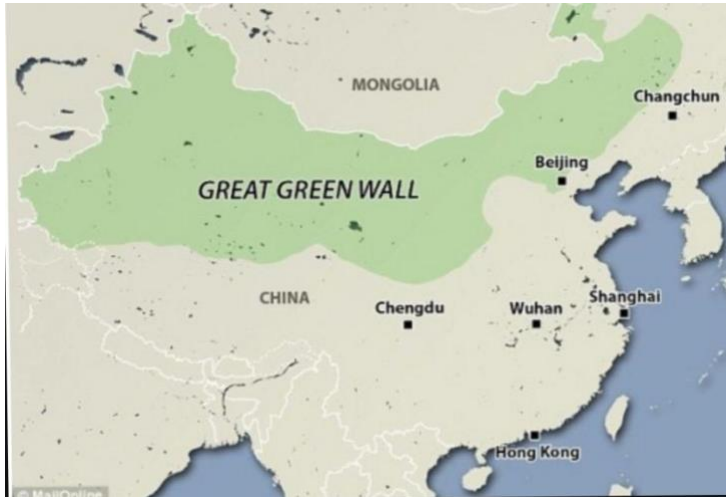 MONGOLIA
Changchun
Beijing
GREAT GREEN WALL
CHINA
Chengdu
Wuhan
Shanghai
Hong Kong
© MailOnline